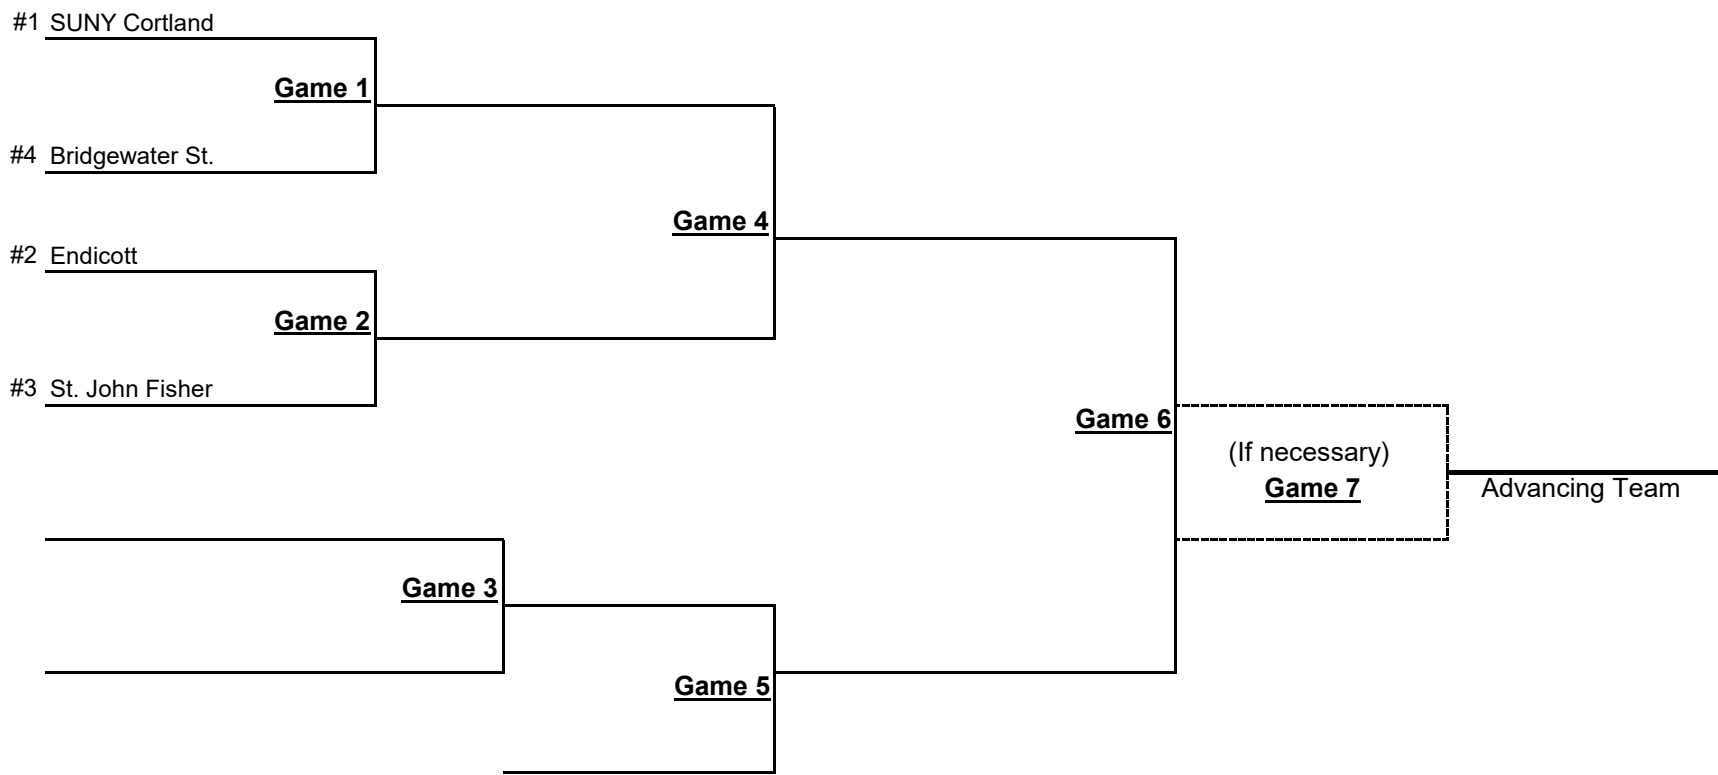 #1 SUNY Cortland
Game 1
#4 Bridgewater St.
Game 4
#2 Endicott
Game 2
#3 St. John Fisher
Game 6
(If necessary)
Game 7
Advancing Team
Game 3
Game 5